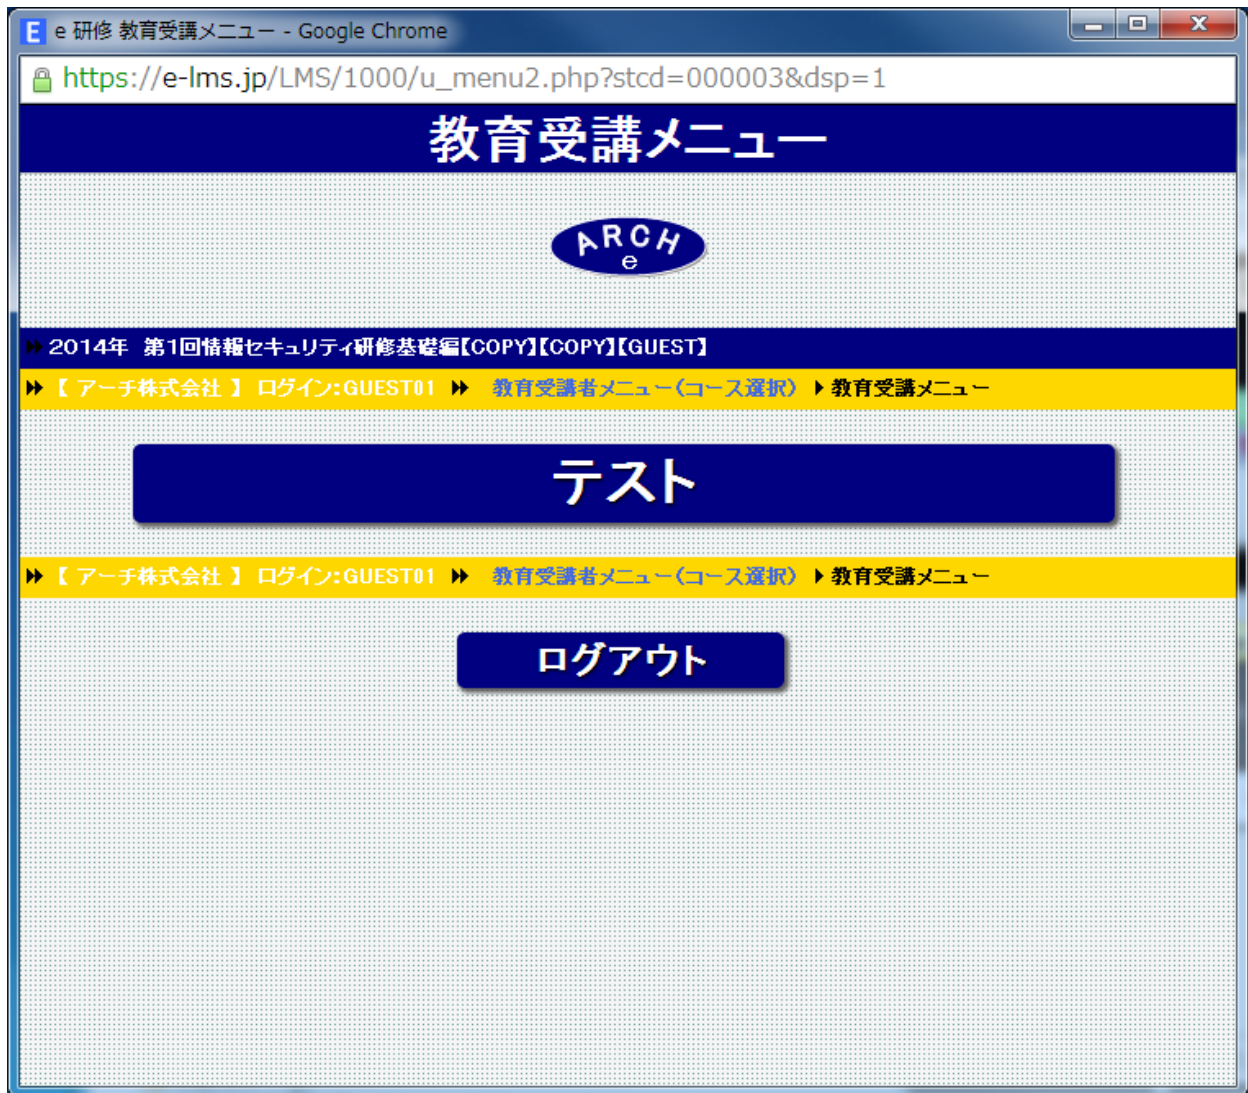 E e 研修 教育受講メニュー - Google Chrome
https://e-lms.jp/LMS/1000/u_menu2.php?stcd=000003&dsp=1
教育受講メニュー
ARCH
e
2014年 第1回情報セキュリティ研修基礎編【COPY】【COPY】【GUEST】
【 アーチ株式会社 】 ログイン:GUEST01 教育受講者メニュー(コース選択) 教育受講メニュー
テスト
【 アーチ株式会社 】 ログイン:GUEST01 教育受講者メニュー(コース選択) 教育受講メニュー
ログアウト